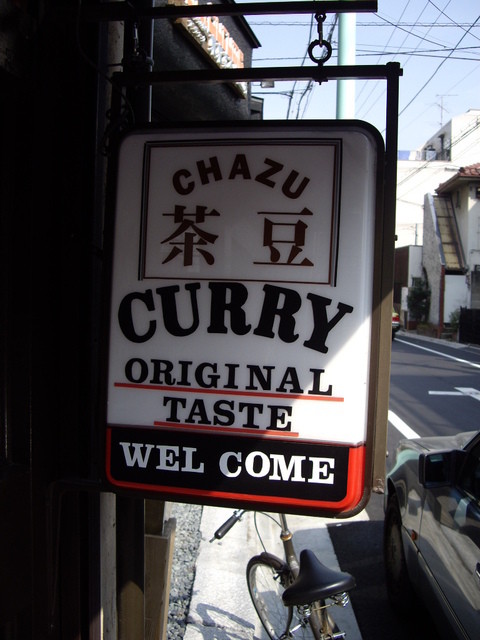 CHAZU
茶 豆
CURRY
ORIGINAL
TASTE
WEL COME